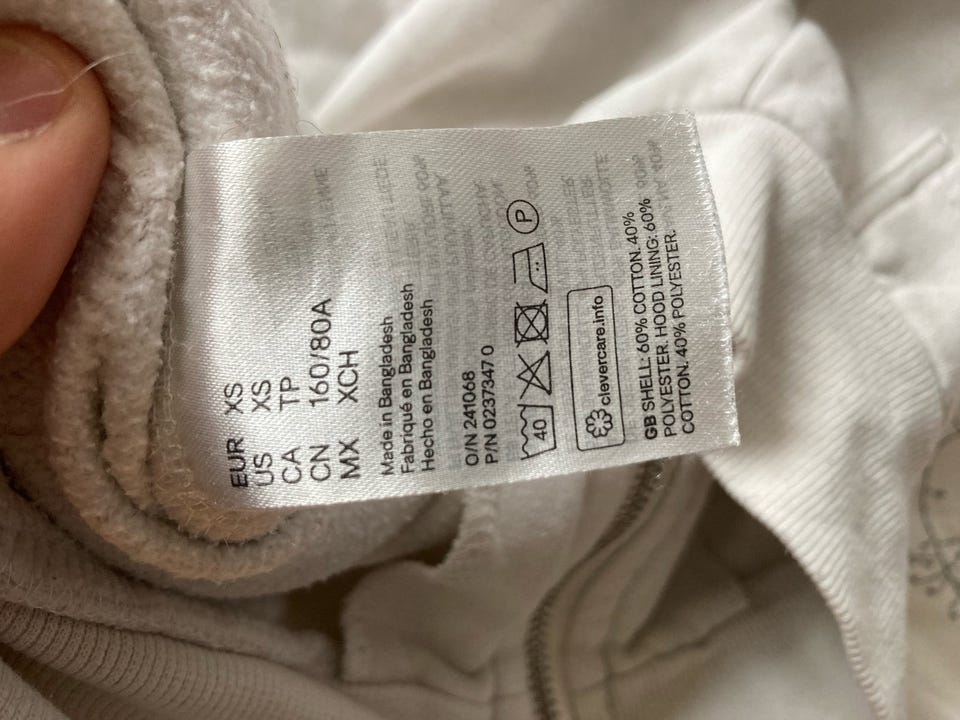 EUR XS
US XS
CA TP
CN 160/80A
MX XCH
Made in Bangladesh
Fabriqué en Bangladesh
Hecho en Bangladesh
O/N 241068
P/N 0237347 0
40 P
clevercare.info
GB SHELL: 60% COTTON. 40%
POLYESTER. HOOD LINING: 60%
COTTON. 40% POLYESTER.